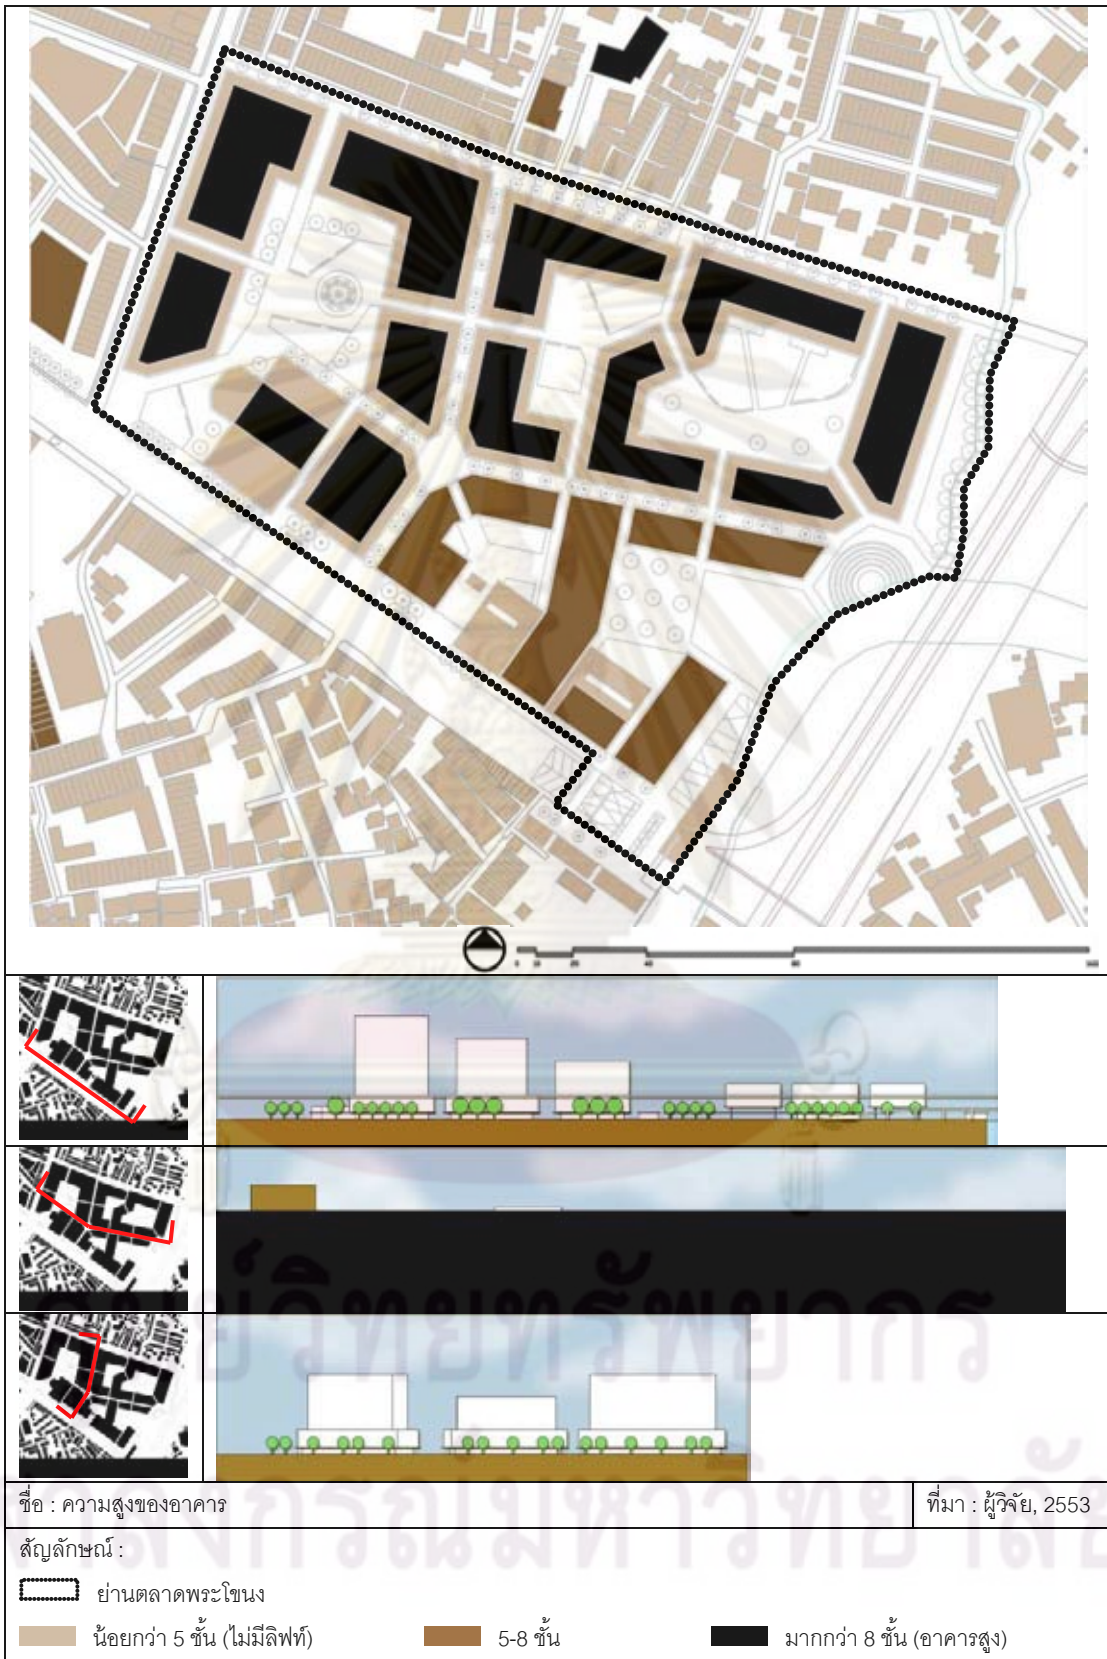 ชื่อ : ความสูงของอาคาร
ที่มา : ผู้วิจัย, 2553
สัญลักษณ์ :
ย่านตลาดพระโขนง
น้อยกว่า 5 ชั้น (ไม่มีลิฟท์)
5-8 ชั้น
มากกว่า 8 ชั้น (อาคารสูง)